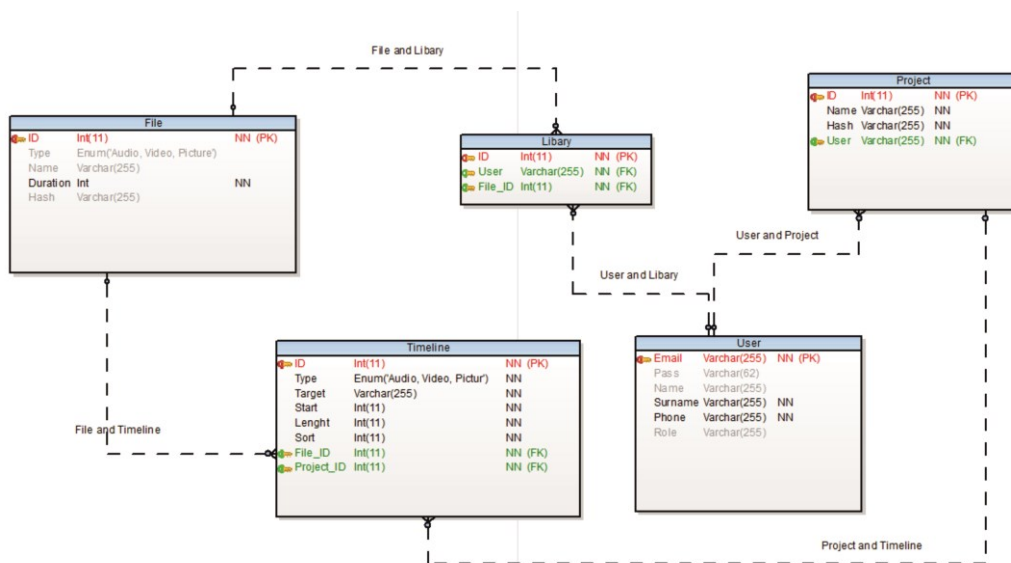 File and Libary
File
ID Int(11) NN (PK)
Type Enum('Audio, Video, Picture')
Name Varchar(255)
Duration Int NN
Hash Varchar(255)
Libary
ID Int(11) NN (PK)
User Varchar(255) NN (FK)
File_ID Int(11) NN (FK)
Project
ID Int(11) NN (PK)
Name Varchar(255) NN
Hash Varchar(255) NN
User Varchar(255) NN (FK)
User and Project
User and Libary
Timeline
ID Int(11) NN (PK)
Type Enum('Audio, Video, Pictur') NN
Target Varchar(255) NN
Start Int(11) NN
Lenght Int(11) NN
Sort Int(11) NN
File_ID Int(11) NN (FK)
Project_ID Int(11) NN (FK)
User
Email Varchar(255) NN (PK)
Pass Varchar(62)
Name Varchar(255)
Surname Varchar(255) NN
Phone Varchar(255) NN
Role Varchar(255)
File and Timeline
Project and Timeline